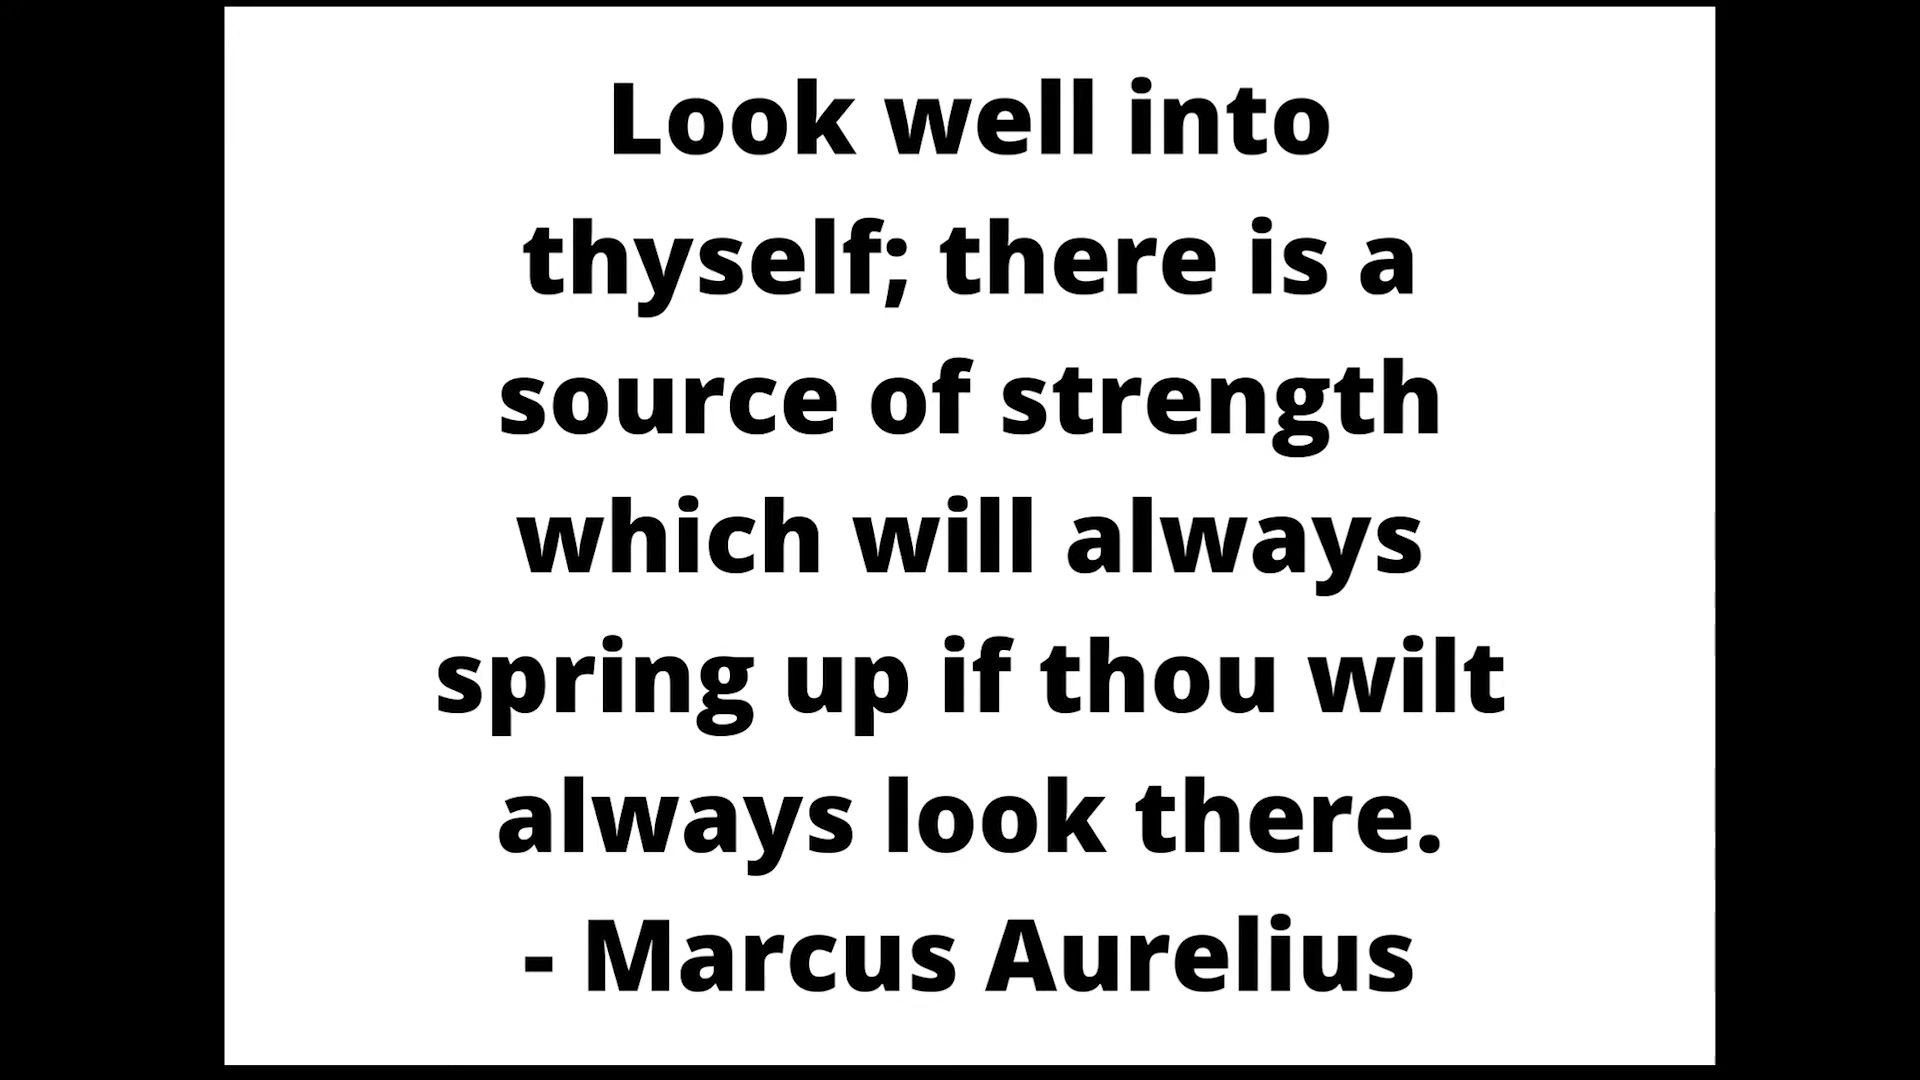 Look well into
thyself; there is a
source of strength
which will always
spring up if thou wilt
always look there.
- Marcus Aurelius